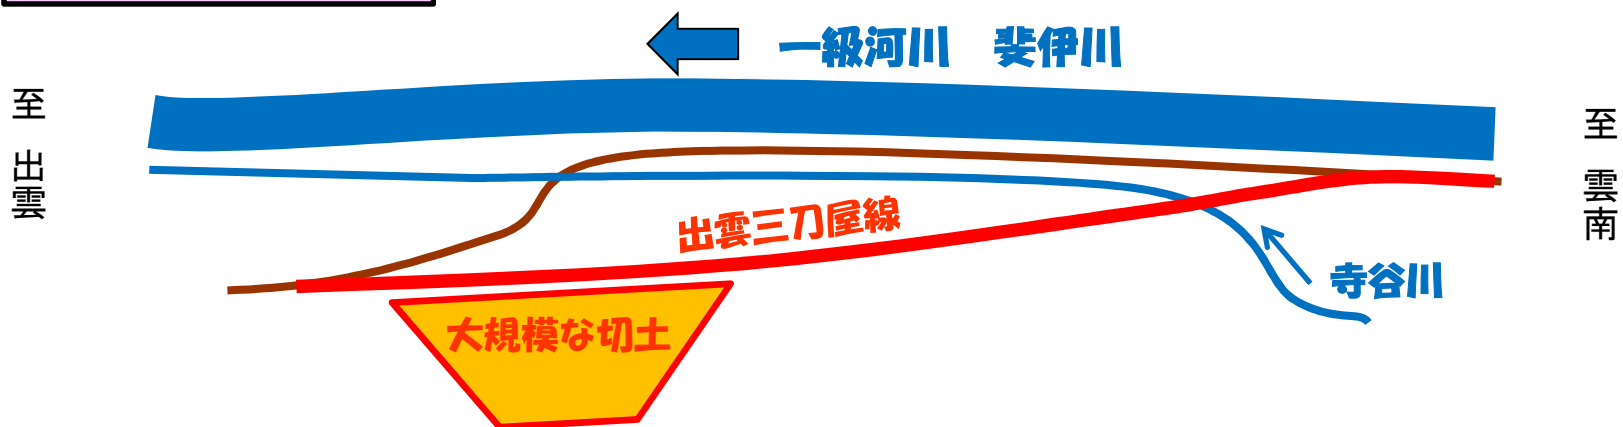 一級河川　斐伊川
至　出雲
至　雲南
出雲三刀屋線
寺谷川
大規模な切土